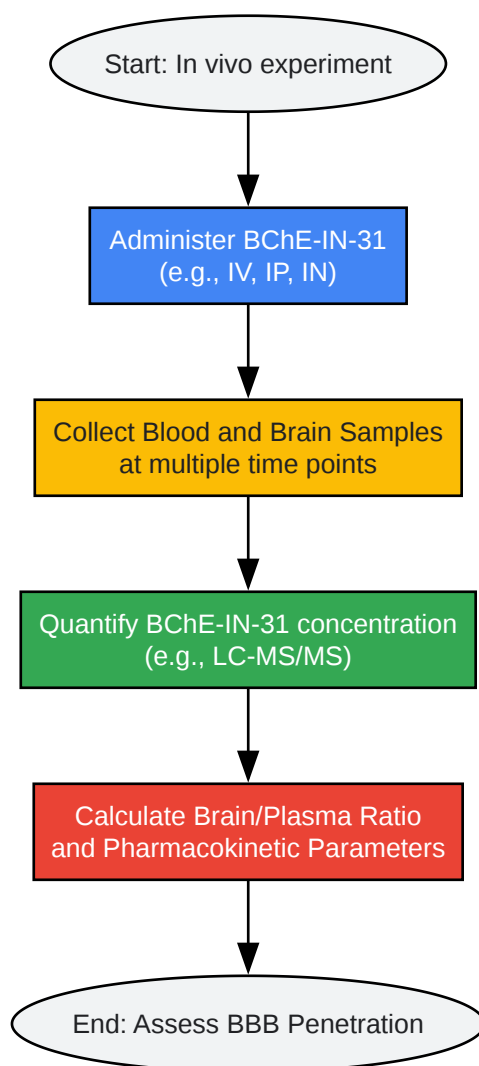 Start: In vivo experiment
Administer BChE-IN-31
(e.g., IV, IP, IN)
Collect Blood and Brain Samples
at multiple time points
Quantify BChE-IN-31 concentration
(e.g., LC-MS/MS)
Calculate Brain/Plasma Ratio
and Pharmacokinetic Parameters
End: Assess BBB Penetration